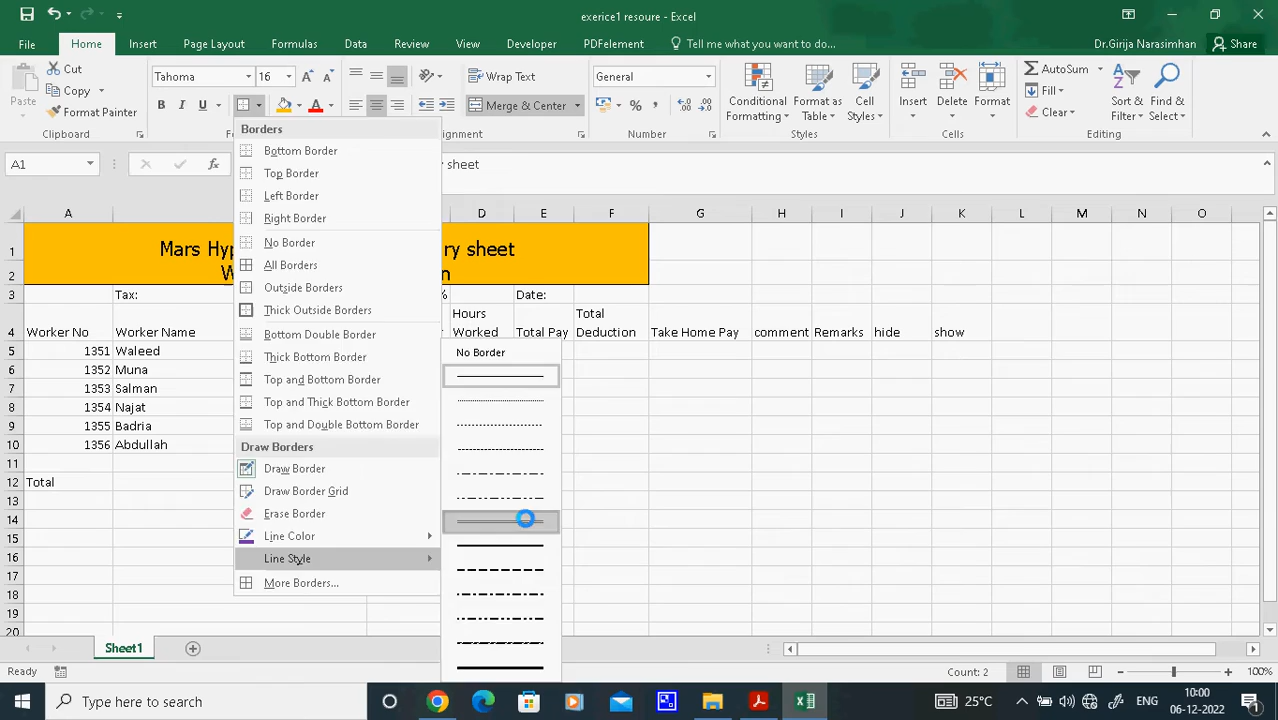 exerice1 resoure - Excel
File Home Insert Page Layout Formulas Data Review View Developer PDFelement Tell me what you want to do... Dr.Girija Narasimhan Share
Cut
Copy
Format Painter
Paste
Clipboard
Tahoma 16
B I U
Wrap Text
Merge & Center
General
Number
Conditional Formatting
Format as Table
Cell Styles
Styles
Insert Delete Format
Cells
AutoSum
Fill
Clear
Sort & Filter
Find & Select
Editing
A1
fx
A D E F G H I J K L M N O
Borders
Bottom Border
Top Border
Left Border
Right Border
No Border
All Borders
Outside Borders
Thick Outside Borders
Bottom Double Border
Thick Bottom Border
Top and Bottom Border
Top and Thick Bottom Border
Top and Double Bottom Border
Draw Borders
Draw Border
Draw Border Grid
Erase Border
Line Color
Line Style
More Borders...
No Border
1 Mars Hyp ry sheet
2
3 Tax: % Date:
4 Worker No Worker Name Hours Worked Total Pay Total Deduction Take Home Pay comment Remarks hide show
5 1351 Waleed
6 1352 Muna
7 1353 Salman
8 1354 Najat
9 1355 Badria
10 1356 Abdullah
11
12 Total
13
14
15
16
17
18
19
20
Sheet1
Ready Count: 2 100%
Type here to search
25°C ENG 10:00
06-12-2022